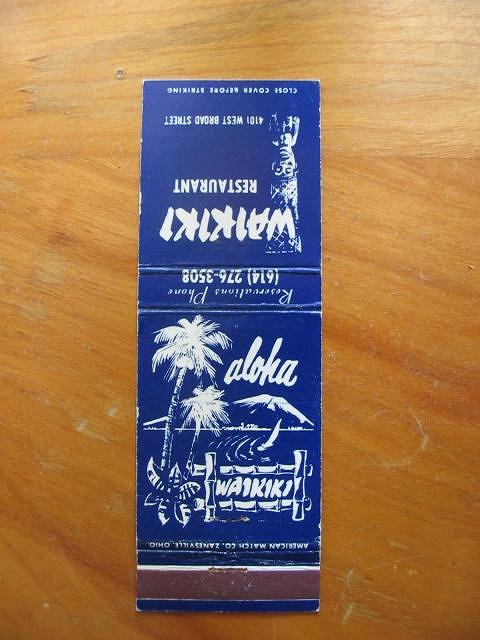 CLOSE COVER BEFORE STRIKING
4101 WEST BROAD STREET
RESTAURANT
WAIKIKI
(614) 276-3508
Reservations Phone
aloha
WAIKIKI
AMERICAN MATCH CO. ZANESVILLE, OHIO